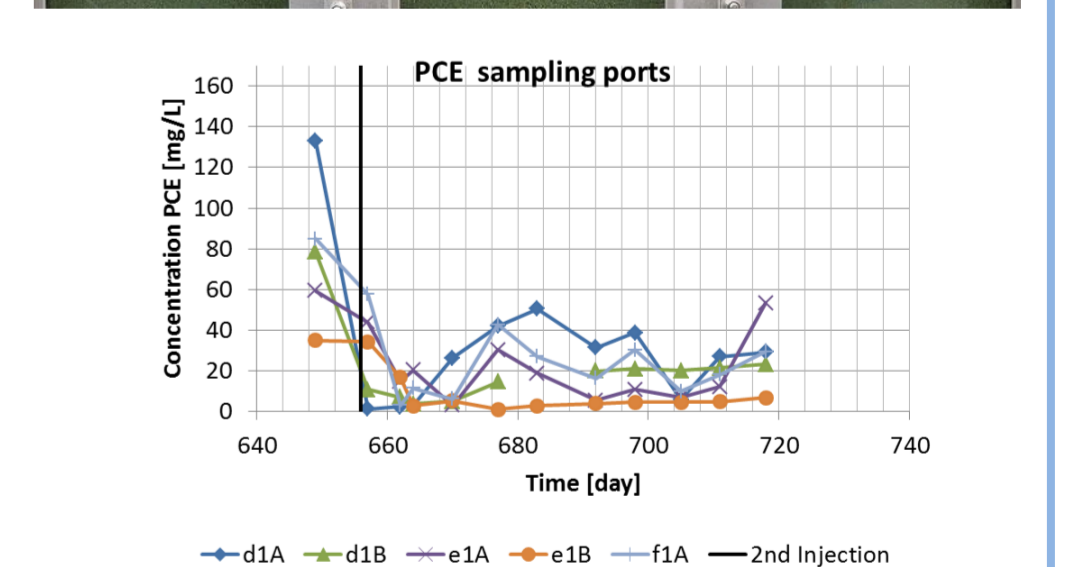 PCE sampling ports
Concentration PCE [mg/L]
160
140
120
100
80
60
40
20
0
640 660 680 700 720 740
Time [day]
d1A d1B e1A e1B f1A 2nd Injection